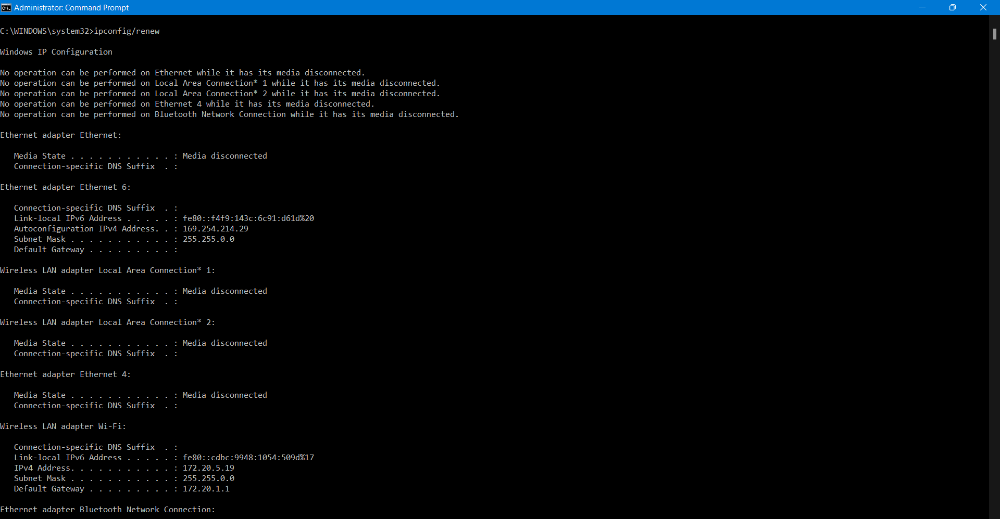 Administrator: Command Prompt
C:\WINDOWS\system32>ipconfig/renew
Windows IP Configuration
No operation can be performed on Ethernet while it has its media disconnected.
No operation can be performed on Local Area Connection* 1 while it has its media disconnected.
No operation can be performed on Local Area Connection* 2 while it has its media disconnected.
No operation can be performed on Ethernet 4 while it has its media disconnected.
No operation can be performed on Bluetooth Network Connection while it has its media disconnected.
Ethernet adapter Ethernet:
   Media State . . . . . . . . . . . : Media disconnected
   Connection-specific DNS Suffix  . :
Ethernet adapter Ethernet 6:
   Connection-specific DNS Suffix  . :
   Link-local IPv6 Address . . . . . : fe80::f4f9:143c:6c91:d61d%20
   Autoconfiguration IPv4 Address. . : 169.254.214.29
   Subnet Mask . . . . . . . . . . . : 255.255.0.0
   Default Gateway . . . . . . . . . :
Wireless LAN adapter Local Area Connection* 1:
   Media State . . . . . . . . . . . : Media disconnected
   Connection-specific DNS Suffix  . :
Wireless LAN adapter Local Area Connection* 2:
   Media State . . . . . . . . . . . : Media disconnected
   Connection-specific DNS Suffix  . :
Ethernet adapter Ethernet 4:
   Media State . . . . . . . . . . . : Media disconnected
   Connection-specific DNS Suffix  . :
Wireless LAN adapter Wi-Fi:
   Connection-specific DNS Suffix  . :
   Link-local IPv6 Address . . . . . : fe80::cdbc:9948:1054:509d%17
   IPv4 Address. . . . . . . . . . . : 172.20.5.19
   Subnet Mask . . . . . . . . . . . : 255.255.0.0
   Default Gateway . . . . . . . . . : 172.20.1.1
Ethernet adapter Bluetooth Network Connection: